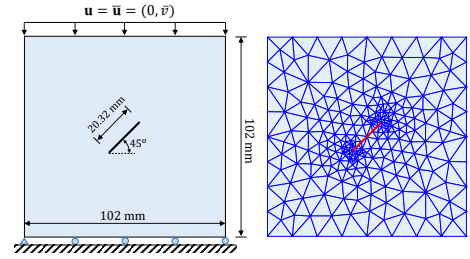 𝐮 = 𝐮̄ = (0, v̄)
20.32 mm
45°
102 mm
102 mm